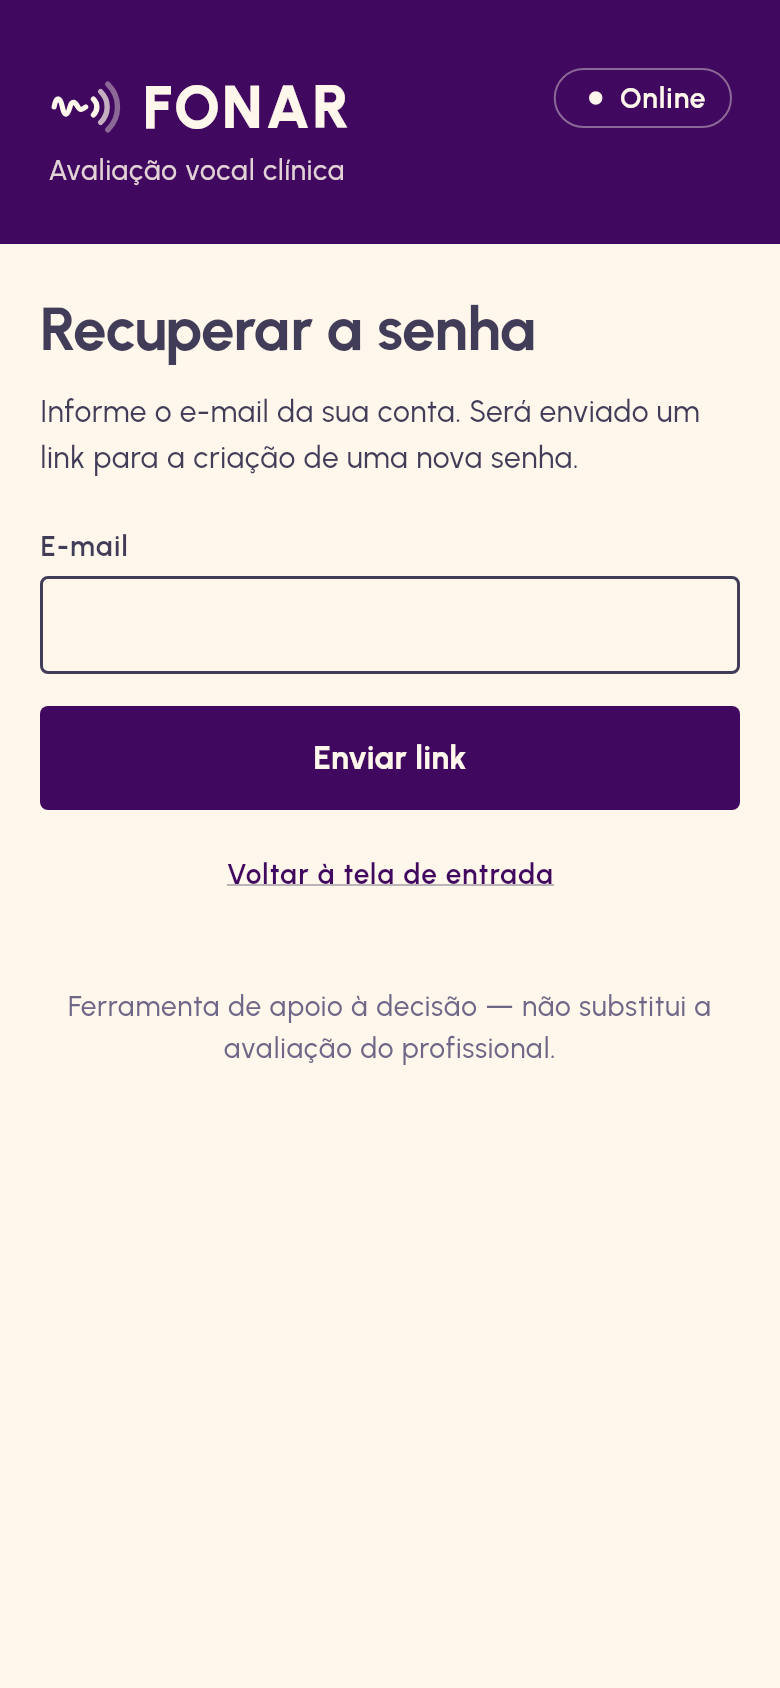 FONAR
Online
Avaliação vocal clínica
Recuperar a senha
Informe o e-mail da sua conta. Será enviado um
link para a criação de uma nova senha.
E-mail
Enviar link
Voltar à tela de entrada
Ferramenta de apoio à decisão — não substitui a
avaliação do profissional.